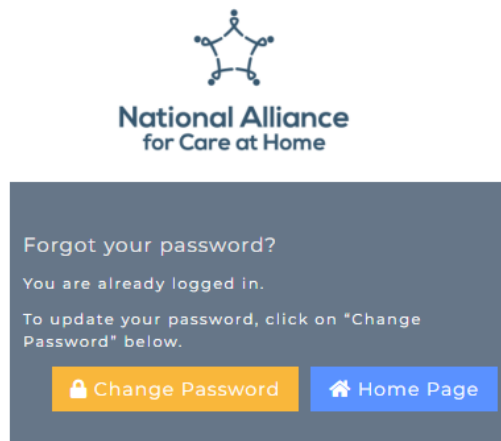 National Alliance
for Care at Home
Forgot your password?
You are already logged in.
To update your password, click on “Change
Password” below.
Change Password
Home Page